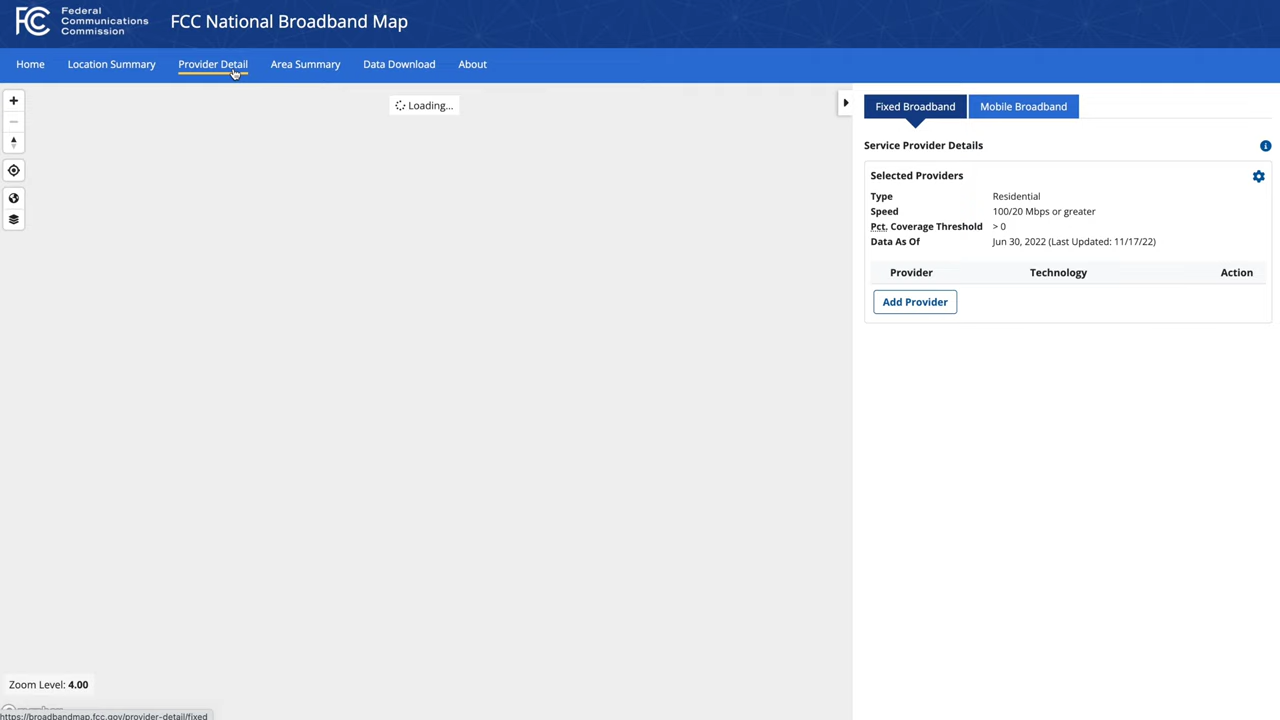 Federal
Communications
Commission
FCC National Broadband Map
Home Location Summary Provider Detail Area Summary Data Download About
Loading...
Fixed Broadband Mobile Broadband
Service Provider Details
Selected Providers
Type Residential
Speed 100/20 Mbps or greater
Pct. Coverage Threshold > 0
Data As Of Jun 30, 2022 (Last Updated: 11/17/22)
Provider Technology Action
Add Provider
Zoom Level: 4.00
https://broadbandmap.fcc.gov/provider-detail/fixed